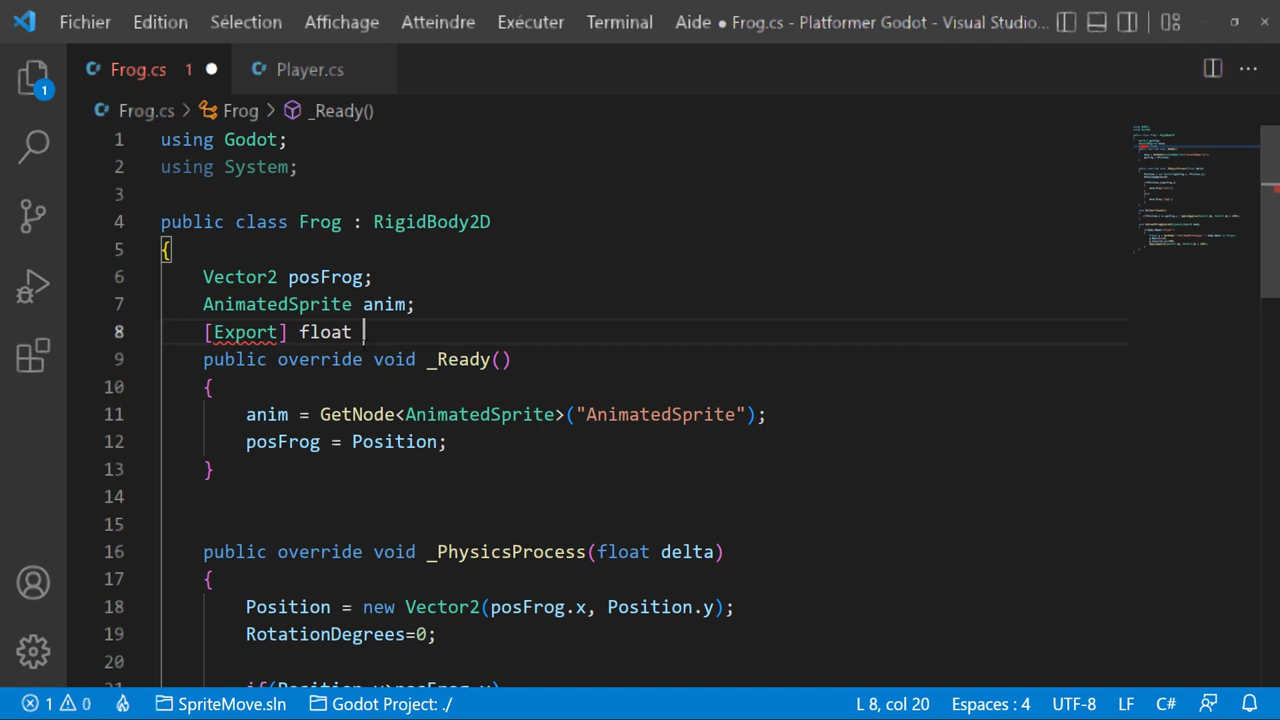 Fichier Edition Sélection Affichage Atteindre Exécuter Terminal Aide ● Frog.cs - Platformer Godot - Visual Studio...
Frog.cs 1 ● Player.cs
1
Frog.cs > Frog > _Ready()
1 using Godot;
2 using System;
3
4 public class Frog : RigidBody2D
5 {
6 Vector2 posFrog;
7 AnimatedSprite anim;
8 [Export] float
9 public override void _Ready()
10 {
11 anim = GetNode<AnimatedSprite>("AnimatedSprite");
12 posFrog = Position;
13 }
14
15
16 public override void _PhysicsProcess(float delta)
17 {
18 Position = new Vector2(posFrog.x, Position.y);
19 RotationDegrees=0;
20
1 0 SpriteMove.sln Godot Project: ./ L 8, col 20 Espaces : 4 UTF-8 LF C#